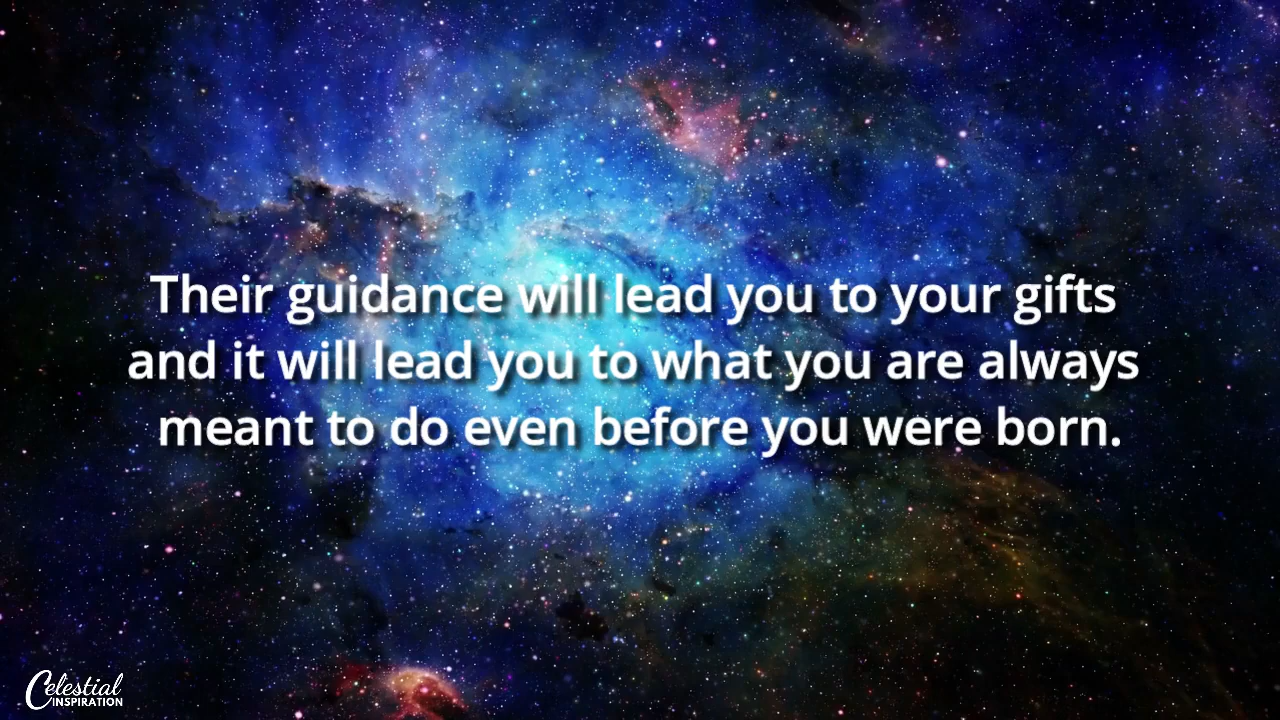 Their guidance will lead you to your gifts
and it will lead you to what you are always
meant to do even before you were born.
Celestial
INSPIRATION